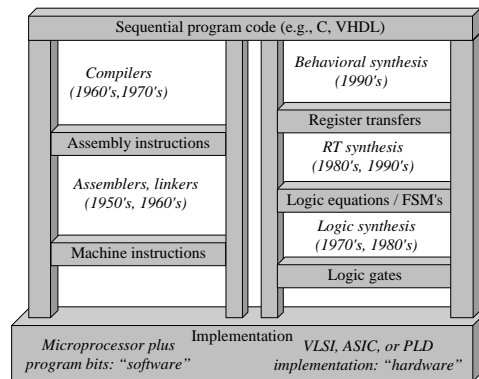 Sequential program code (e.g., C, VHDL)
Compilers
(1960's,1970's)
Assembly instructions
Assemblers, linkers
(1950's, 1960's)
Machine instructions
Behavioral synthesis
(1990's)
Register transfers
RT synthesis
(1980's, 1990's)
Logic equations / FSM's
Logic synthesis
(1970's, 1980's)
Logic gates
Implementation
Microprocessor plus
program bits: “software”
VLSI, ASIC, or PLD
implementation: “hardware”